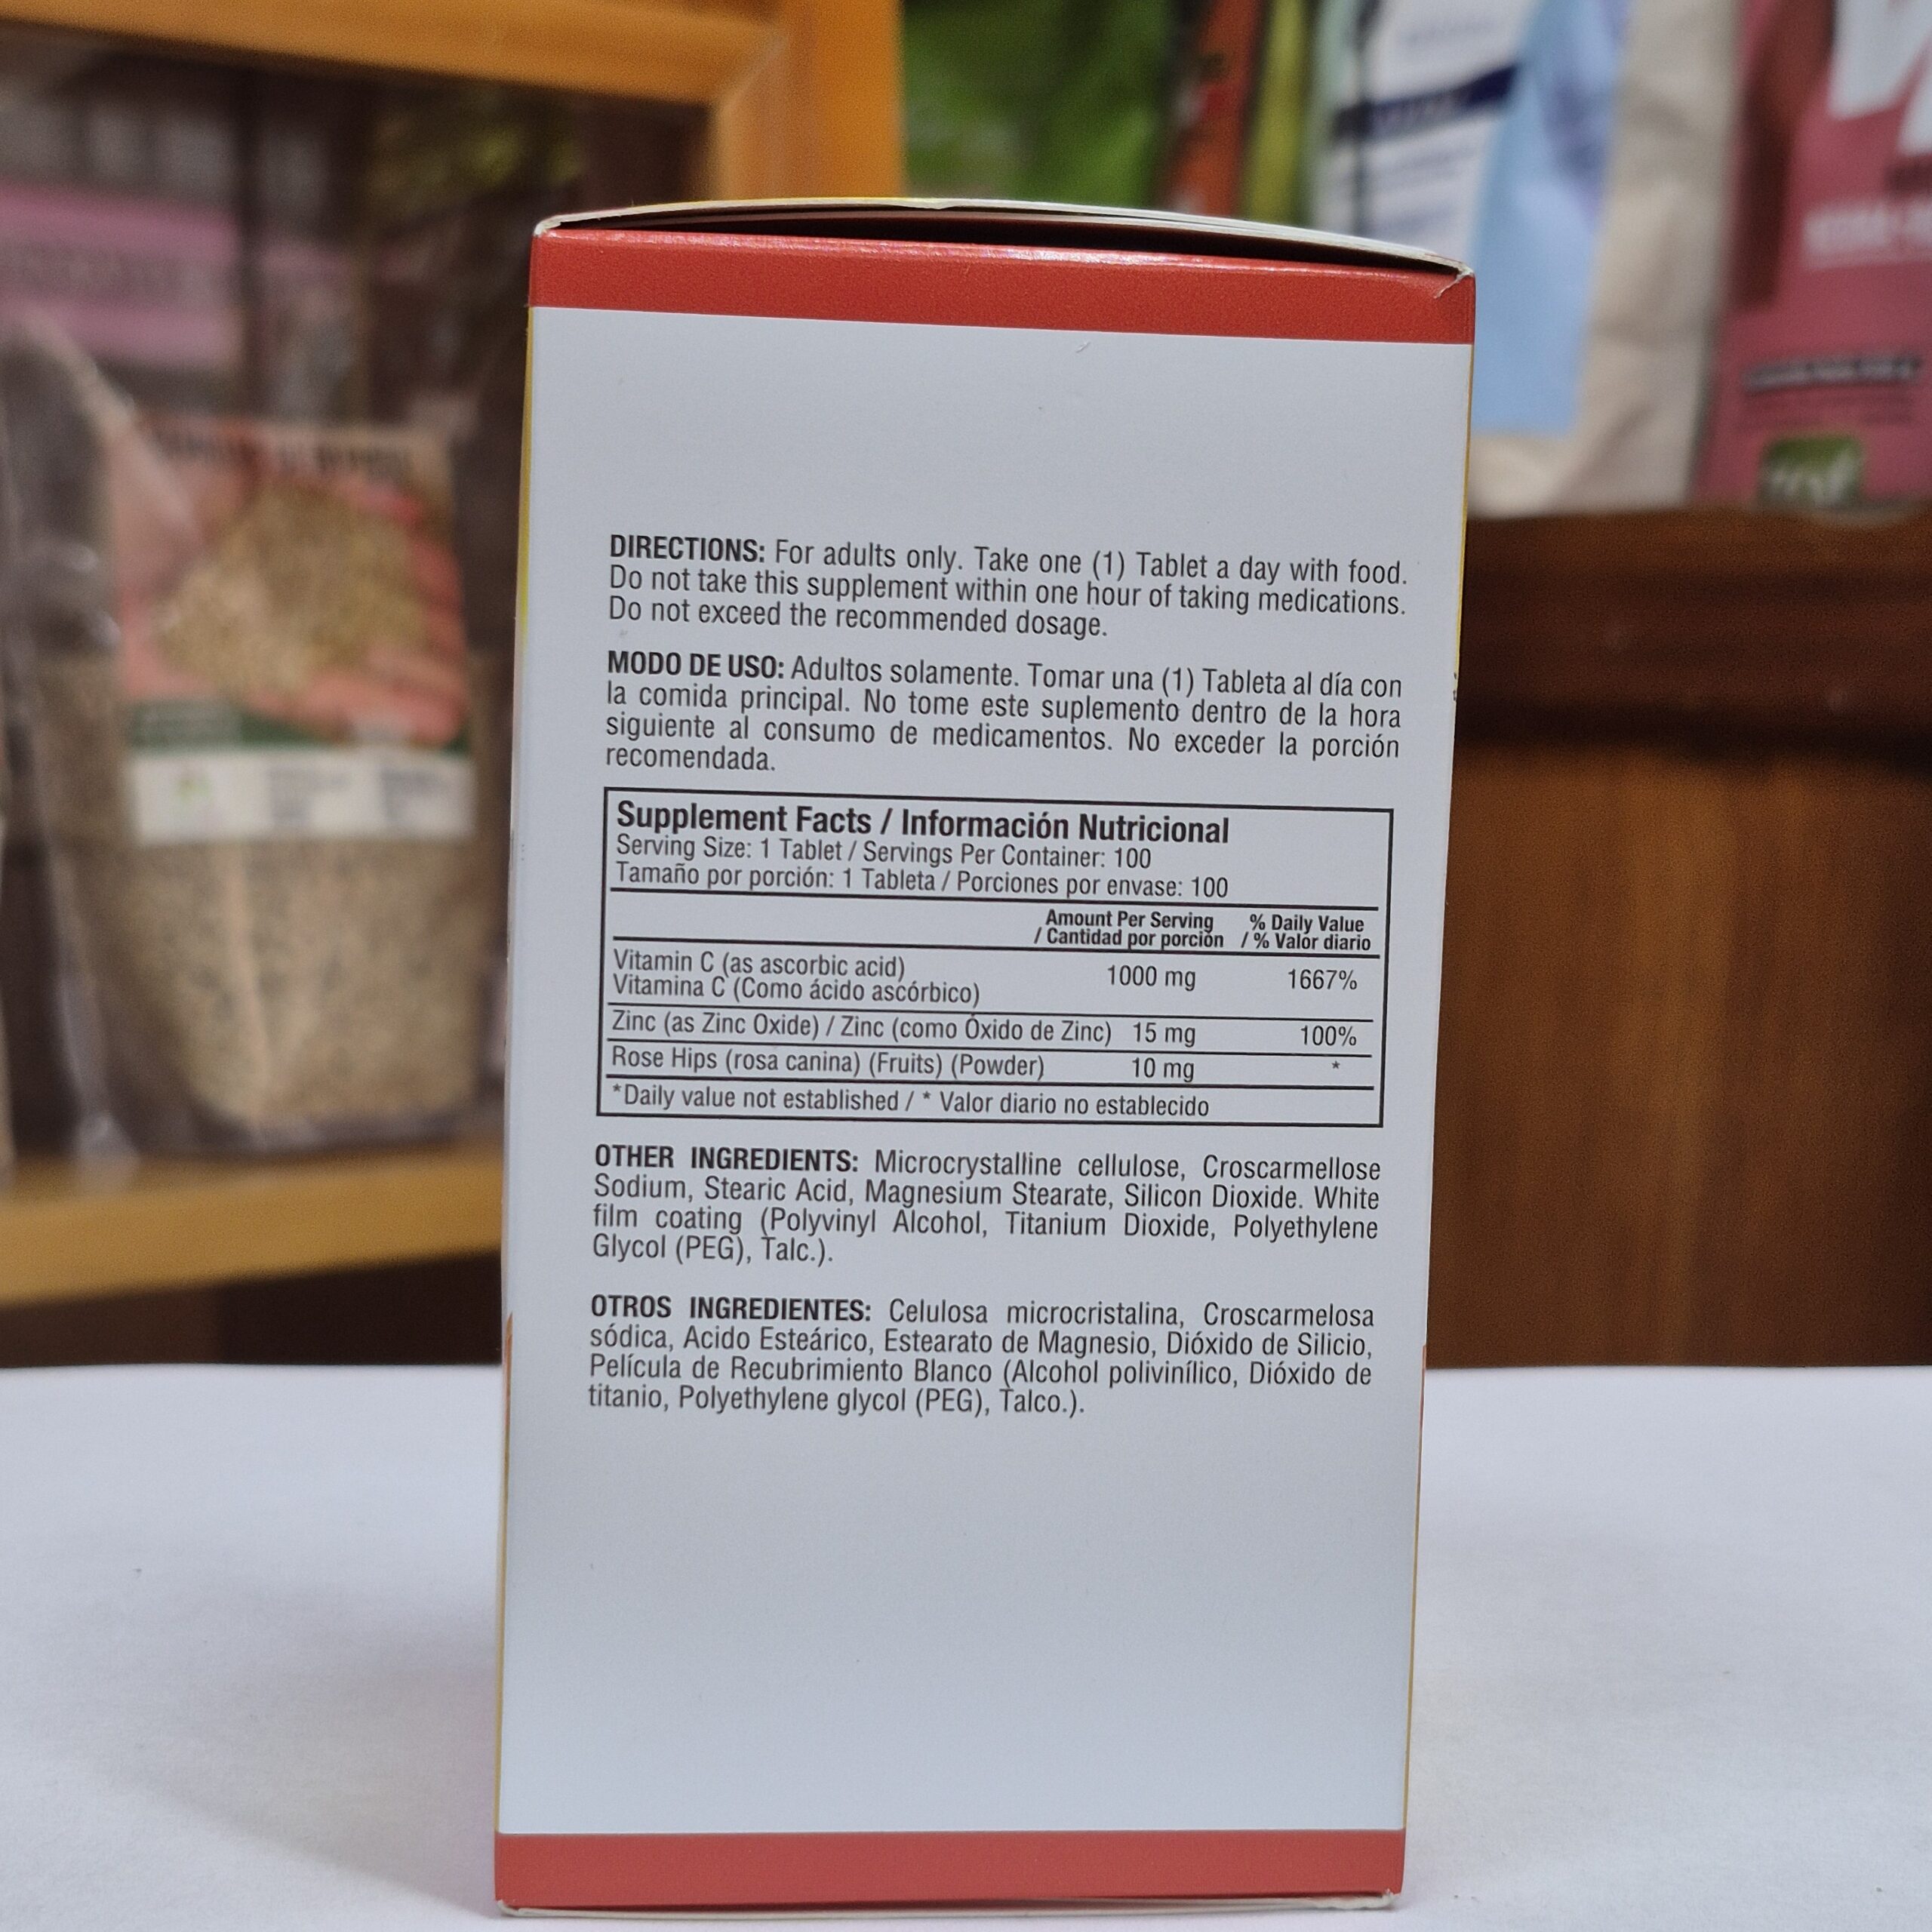 DIRECTIONS: For adults only. Take one (1) Tablet a day with food.
Do not take this supplement within one hour of taking medications.
Do not exceed the recommended dosage.
MODO DE USO: Adultos solamente. Tomar una (1) Tableta al día con
la comida principal. No tome este suplemento dentro de la hora
siguiente al consumo de medicamentos. No exceder la porción
recomendada.
Supplement Facts / Información Nutricional
Serving Size: 1 Tablet / Servings Per Container: 100
Tamaño por porción: 1 Tableta / Porciones por envase: 100
Amount Per Serving % Daily Value
/ Cantidad por porción / % Valor diario
Vitamin C (as ascorbic acid)
Vitamina C (Como ácido ascórbico) 1000 mg 1667%
Zinc (as Zinc Oxide) / Zinc (como Óxido de Zinc) 15 mg 100%
Rose Hips (rosa canina) (Fruits) (Powder) 10 mg *
*Daily value not established / * Valor diario no establecido
OTHER INGREDIENTS: Microcrystalline cellulose, Croscarmellose
Sodium, Stearic Acid, Magnesium Stearate, Silicon Dioxide. White
film coating (Polyvinyl Alcohol, Titanium Dioxide, Polyethylene
Glycol (PEG), Talc.).
OTROS INGREDIENTES: Celulosa microcristalina, Croscarmelosa
sódica, Acido Esteárico, Estearato de Magnesio, Dióxido de Silicio,
Película de Recubrimiento Blanco (Alcohol polivinílico, Dióxido de
titanio, Polyethylene glycol (PEG), Talco.).